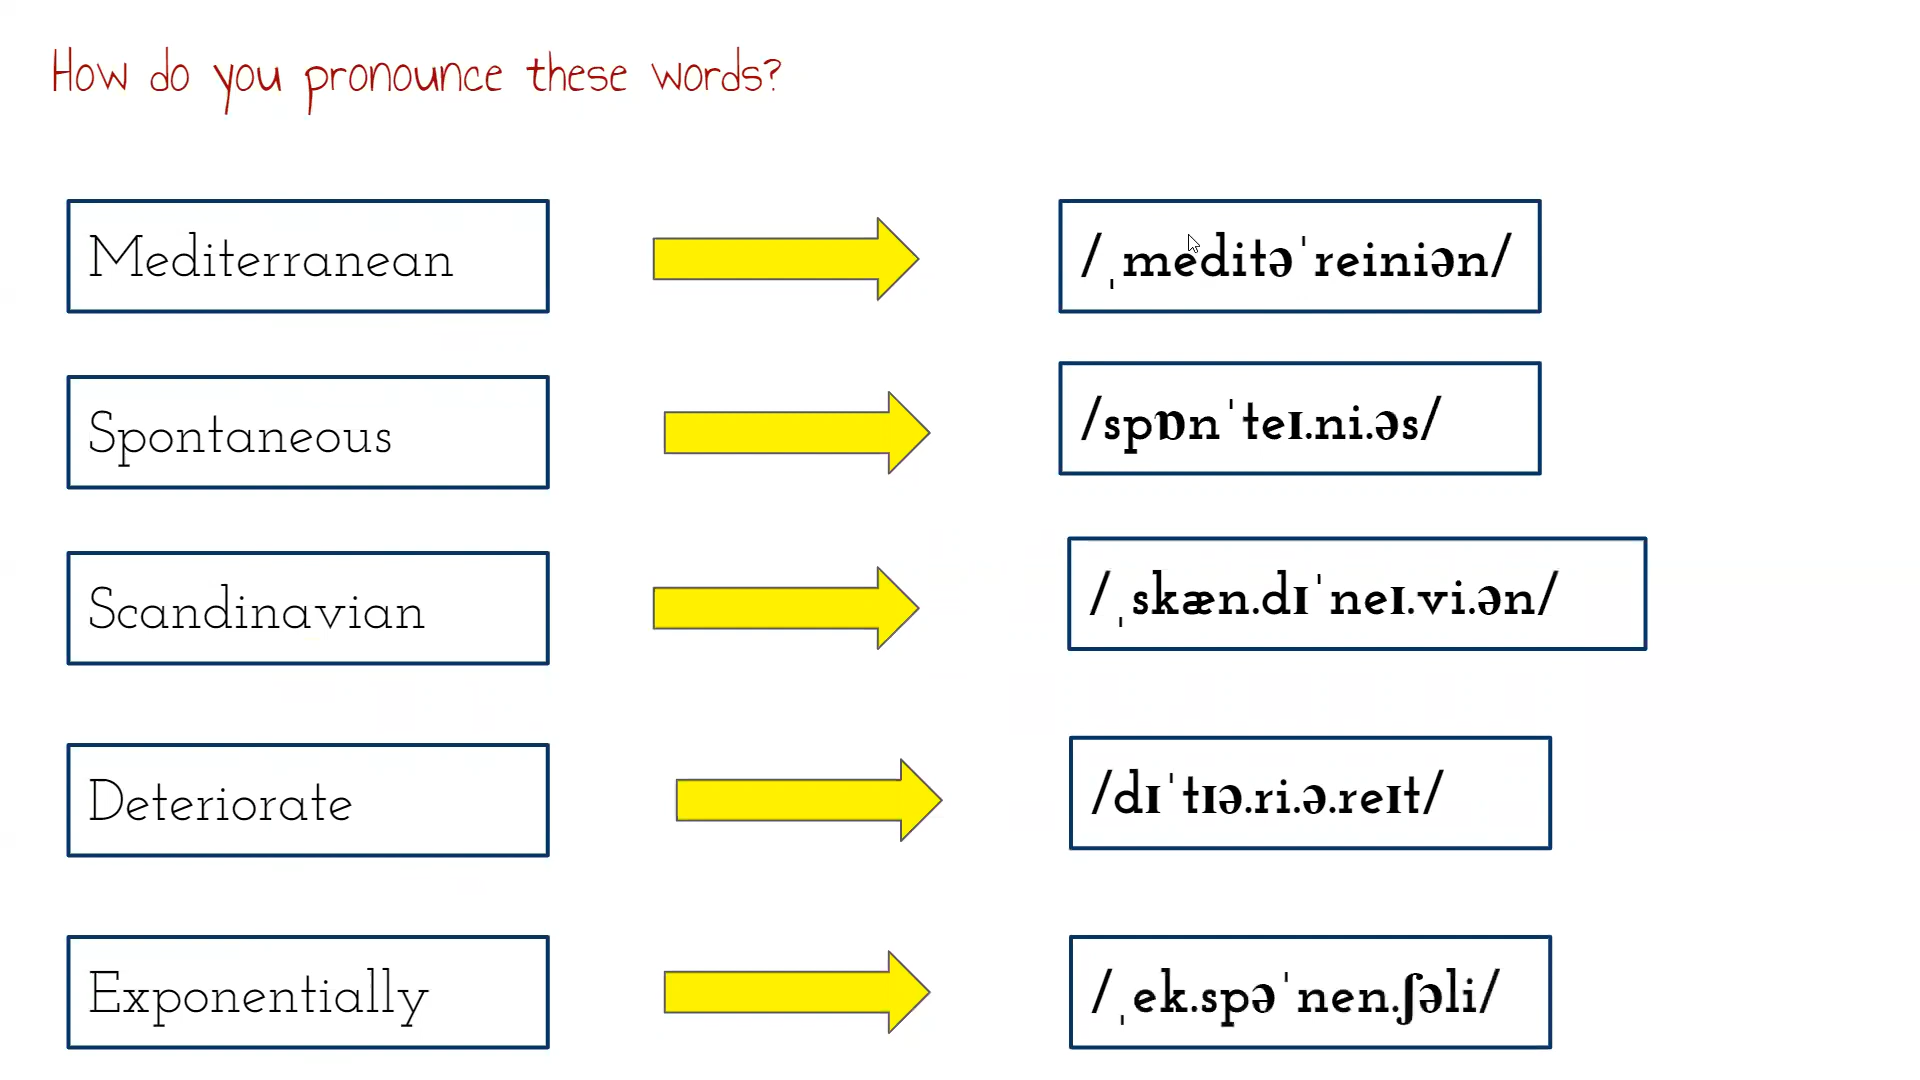 How do you pronounce these words?
Mediterranean
/ˌmeditəˈreiniən/
Spontaneous
/spɒnˈteɪ.ni.əs/
Scandinavian
/ˌskæn.dɪˈneɪ.vi.ən/
Deteriorate
/dɪˈtɪə.ri.ə.reɪt/
Exponentially
/ˌek.spəˈnen.ʃəli/